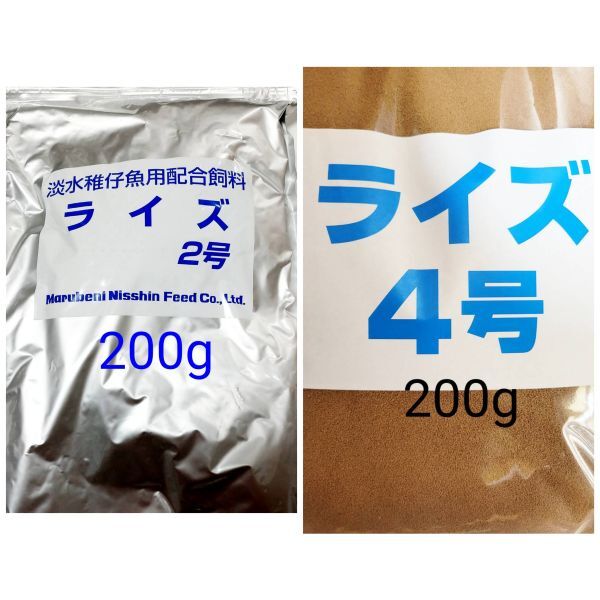 淡水稚仔魚用配合飼料
ライズ
2号
Marubeni Nisshin Feed Co., Ltd.
200g
ライズ
4号
200g